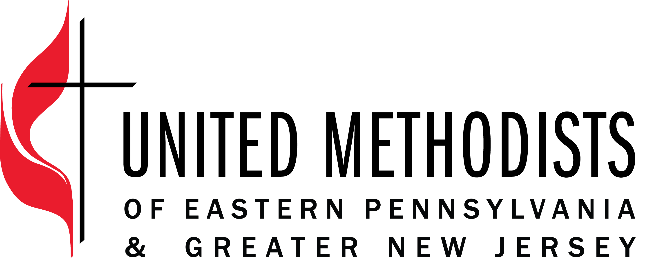 UNITED METHODISTS
OF EASTERN PENNSYLVANIA
& GREATER NEW JERSEY